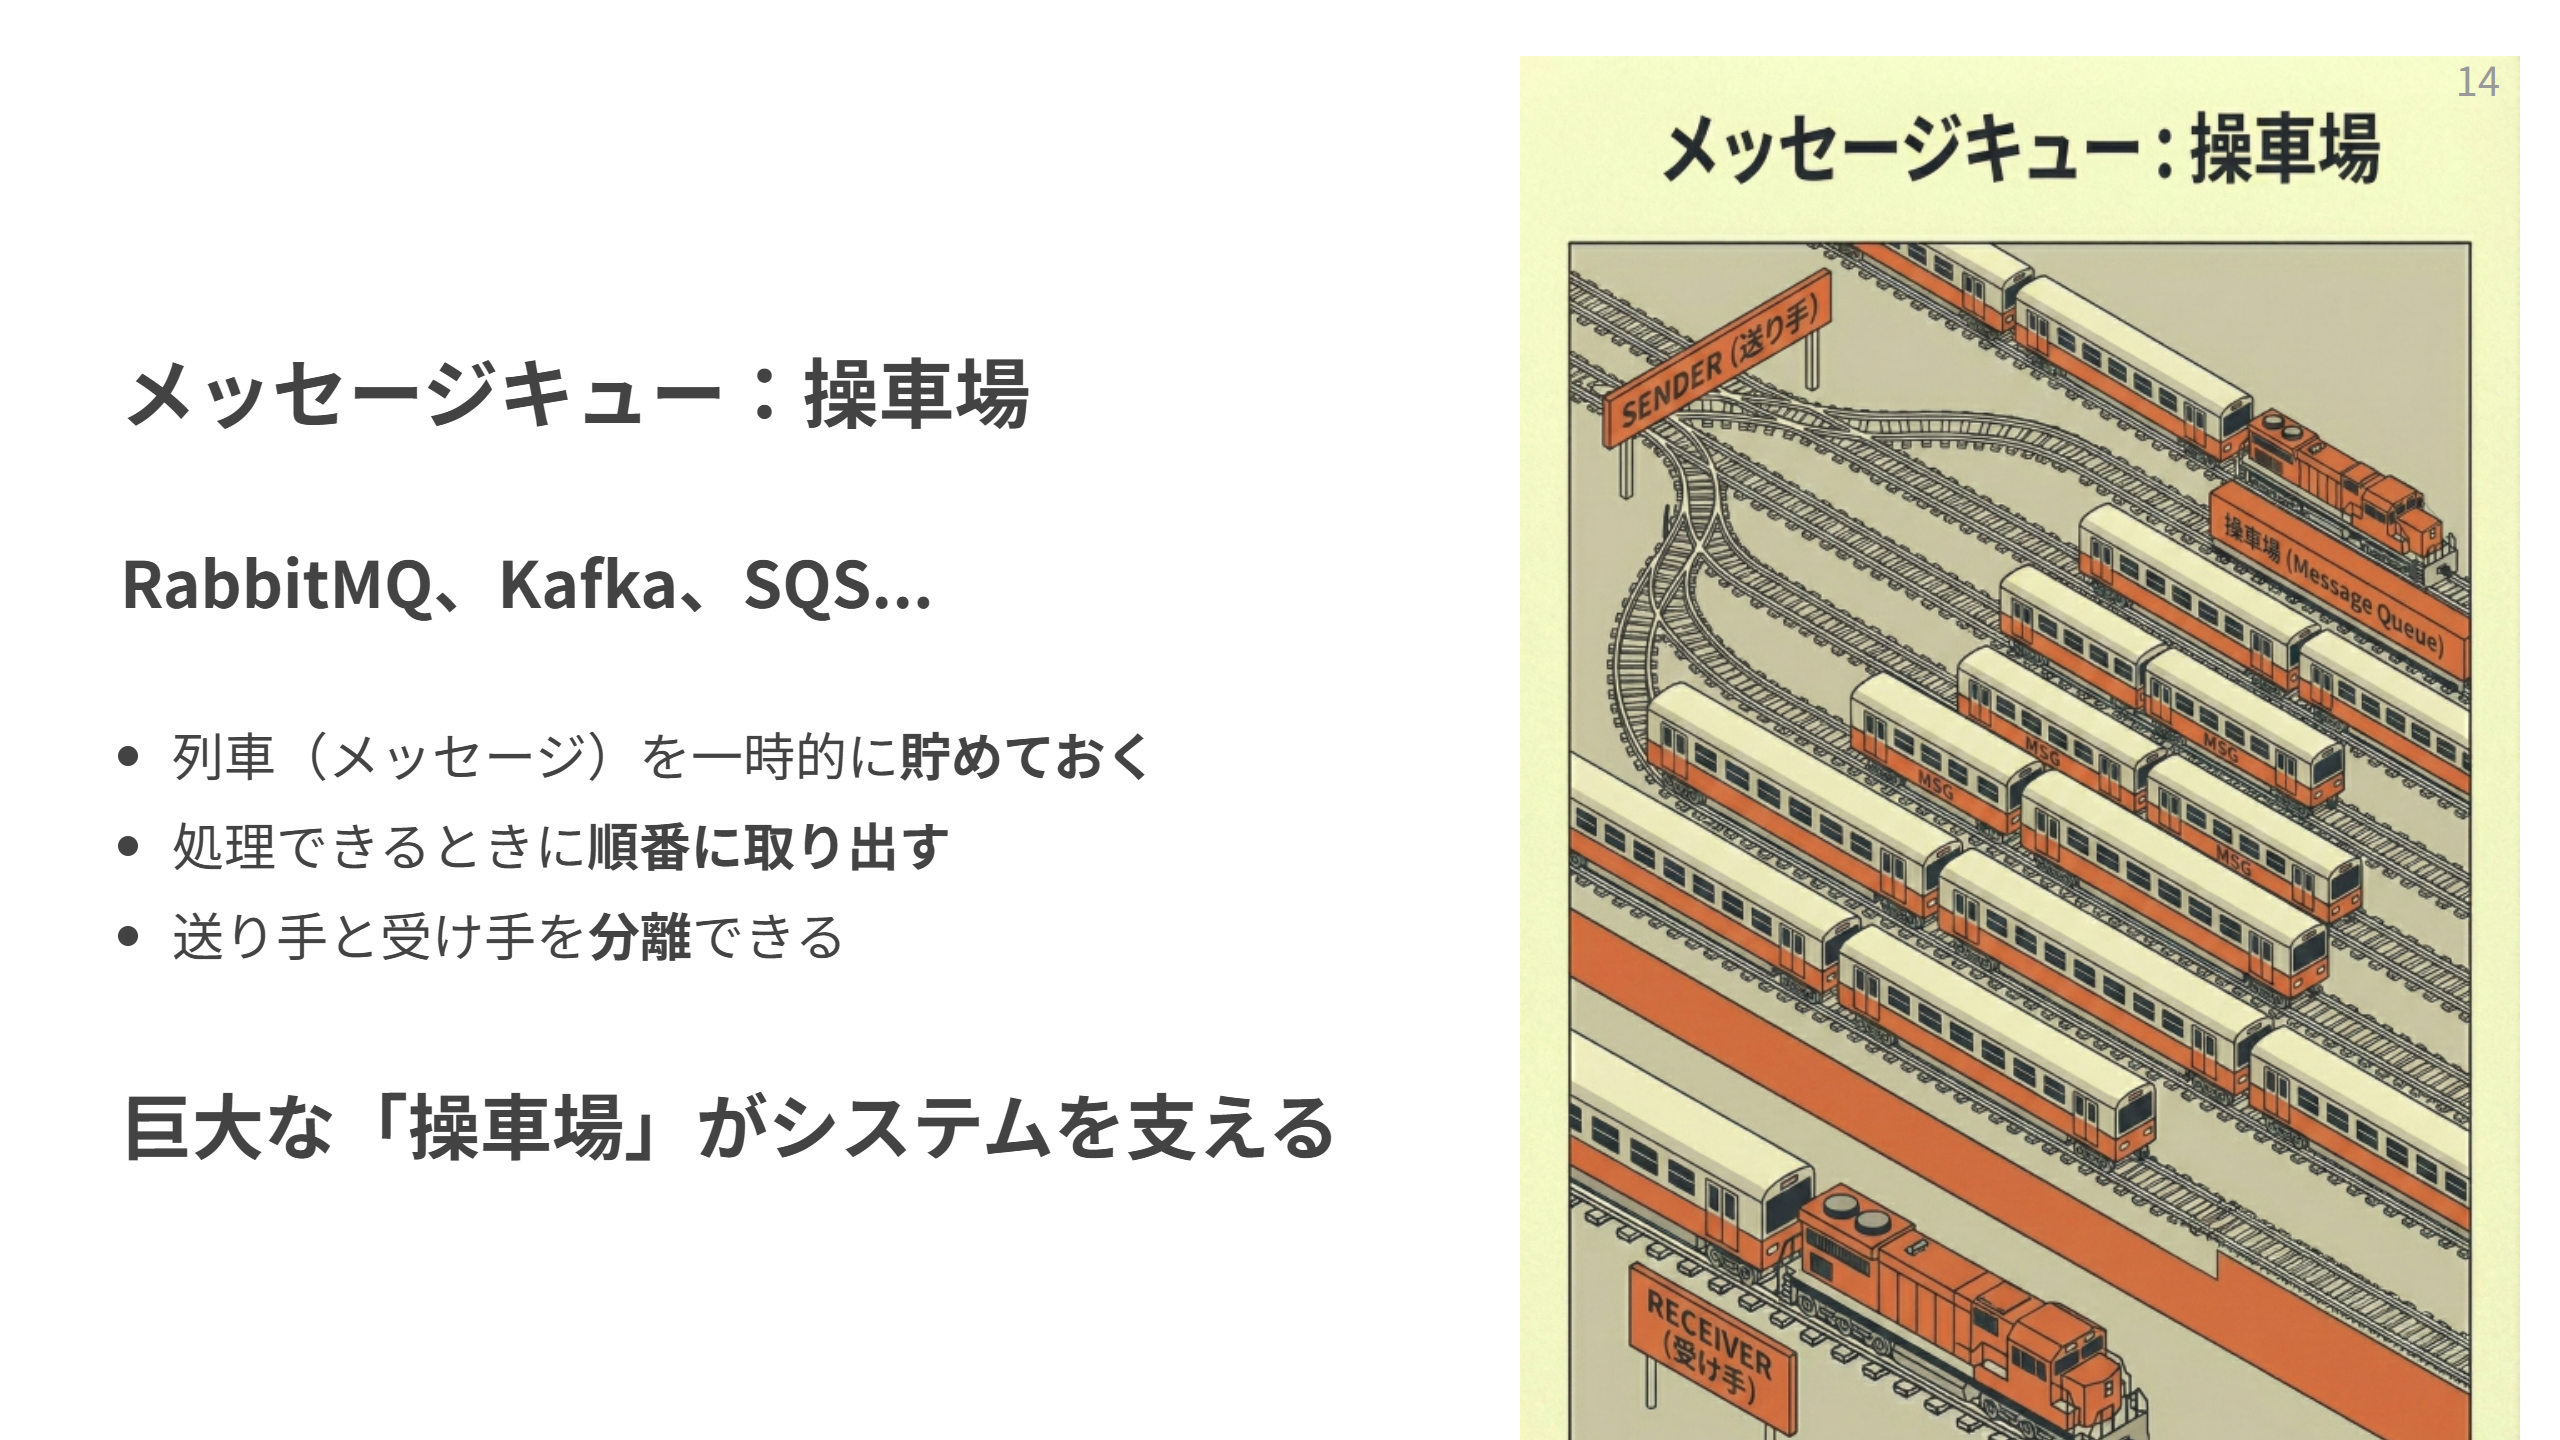 メッセージキュー：操車場
RabbitMQ、Kafka、SQS...
列車（メッセージ）を一時的に貯めておく
処理できるときに順番に取り出す
送り手と受け手を分離できる
巨大な「操車場」がシステムを支える
14
メッセージキュー：操車場
SENDER (送り手)
操車場 (Message Queue)
MSG
MSG
MSG
MSG
RECEIVER
(受け手)